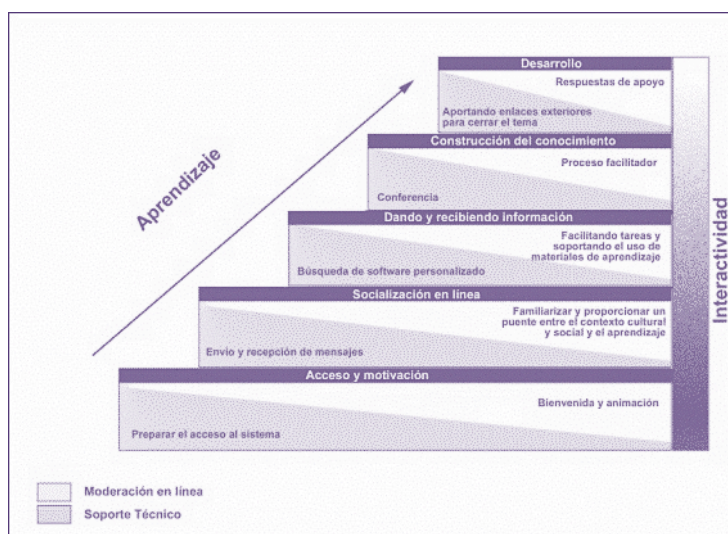 Desarrollo
Respuestas de apoyo
Aportando enlaces exteriores
para cerrar el tema
Construcción del conocimiento
Proceso facilitador
Conferencia
Dando y recibiendo información
Facilitando tareas y
soportando el uso de
materiales de aprendizaje
Búsqueda de software personalizado
Socialización en línea
Familiarizar y proporcionar un
puente entre el contexto cultural
y social y el aprendizaje
Envio y recepción de mensajes
Acceso y motivación
Bienvenida y animación
Preparar el acceso al sistema
Aprendizaje
Interactividad
Moderación en línea
Soporte Técnico